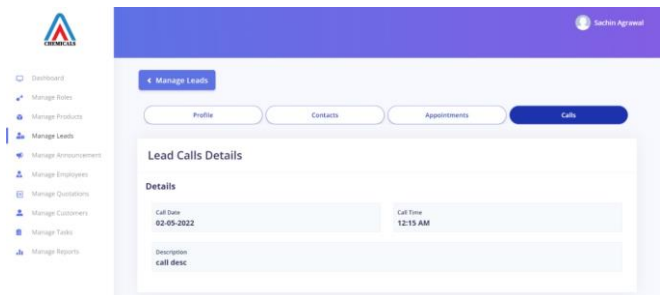 CHEMICALS
Sachin Agrawal
Dashboard
Manage Roles
Manage Products
Manage Leads
Manage Announcement
Manage Employees
Manage Quotations
Manage Customers
Manage Tasks
Manage Reports
Manage Leads
Profile
Contacts
Appointments
Calls
Lead Calls Details
Details
Call Date
02-05-2022
Call Time
12:15 AM
Description
call desc